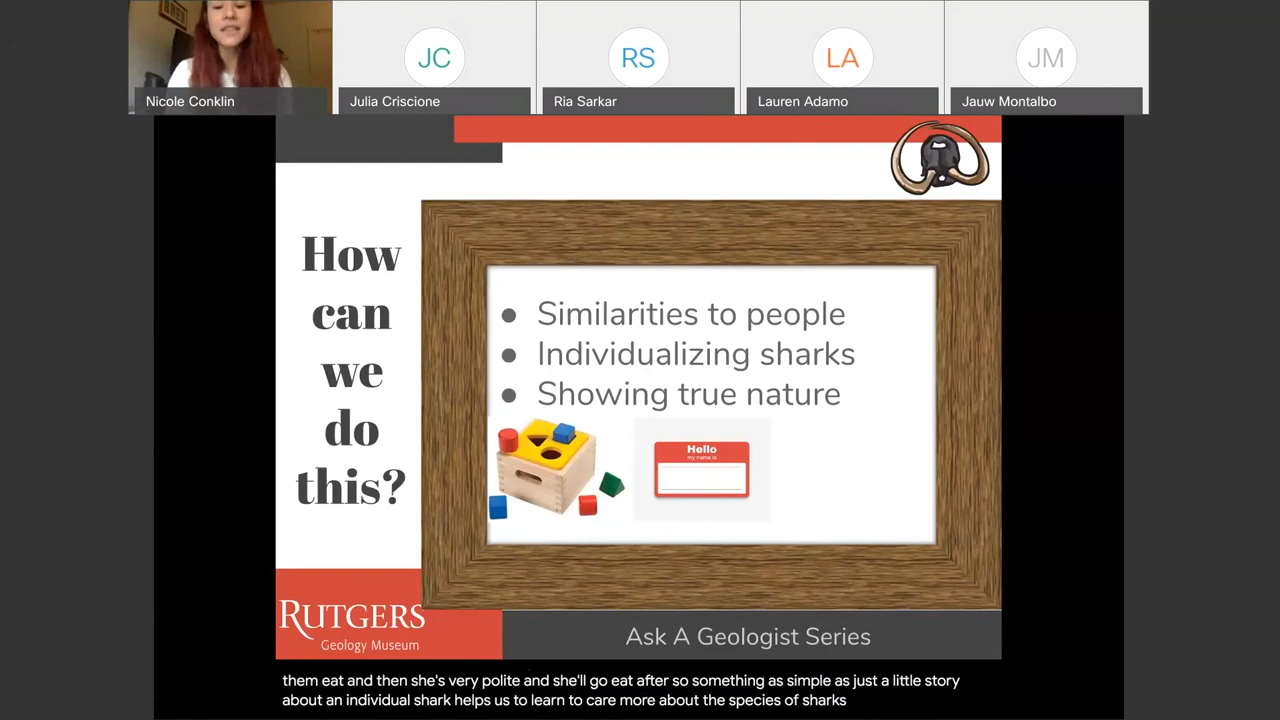 JC
RS
LA
JM
Nicole Conklin
Julia Criscione
Ria Sarkar
Lauren Adamo
Jauw Montalbo
How
can
we
do
this?
● Similarities to people
● Individualizing sharks
● Showing true nature
Hello
my name is
RUTGERS
Geology Museum
Ask A Geologist Series
them eat and then she's very polite and she'll go eat after so something as simple as just a little story
about an individual shark helps us to learn to care more about the species of sharks